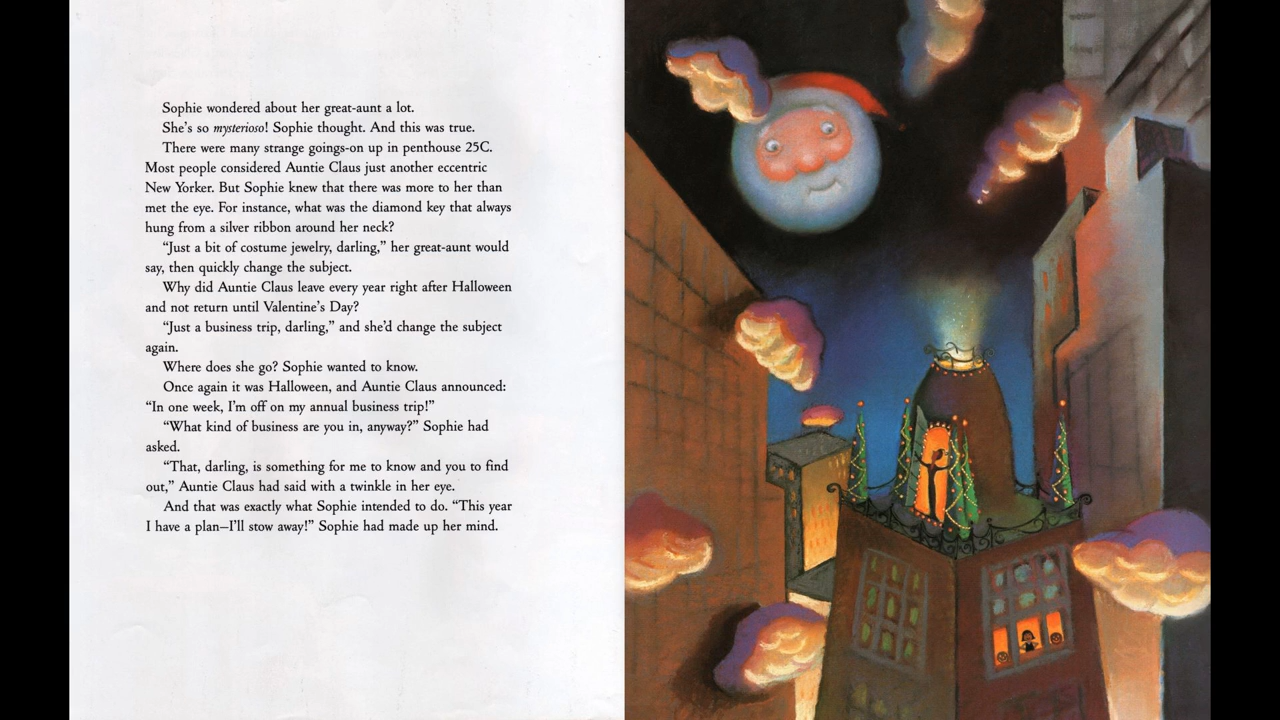 Sophie wondered about her great-aunt a lot.
She's so mysterioso! Sophie thought. And this was true.
There were many strange goings-on up in penthouse 25C.
Most people considered Auntie Claus just another eccentric
New Yorker. But Sophie knew that there was more to her than
met the eye. For instance, what was the diamond key that always
hung from a silver ribbon around her neck?
“Just a bit of costume jewelry, darling,” her great-aunt would
say, then quickly change the subject.
Why did Auntie Claus leave every year right after Halloween
and not return until Valentine's Day?
“Just a business trip, darling,” and she'd change the subject
again.
Where does she go? Sophie wanted to know.
Once again it was Halloween, and Auntie Claus announced:
“In one week, I'm off on my annual business trip!”
“What kind of business are you in, anyway?” Sophie had
asked.
“That, darling, is something for me to know and you to find
out,” Auntie Claus had said with a twinkle in her eye.
And that was exactly what Sophie intended to do. “This year
I have a plan—I'll stow away!” Sophie had made up her mind.